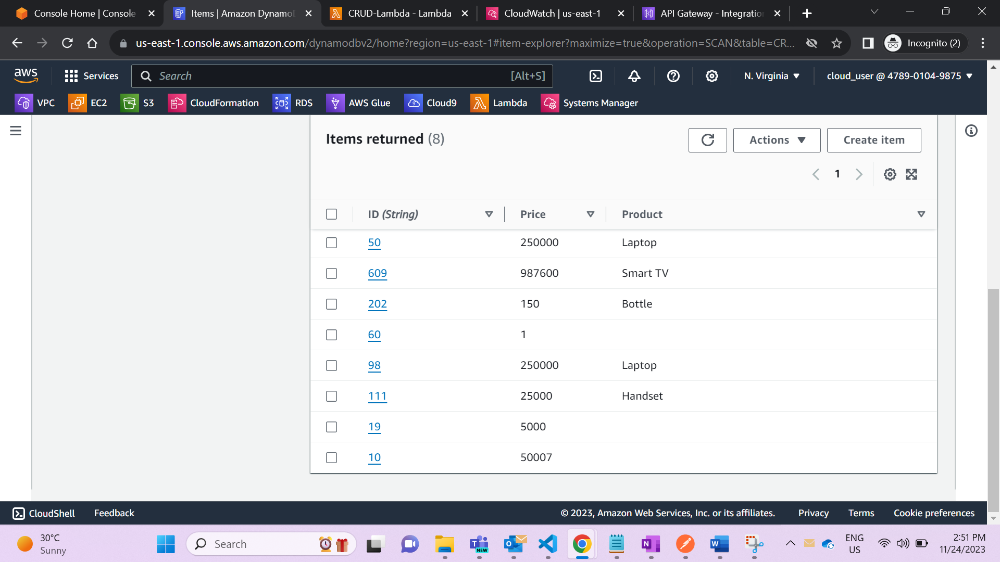 Console Home | Console
Items | Amazon Dynamo
CRUD-Lambda - Lambda
CloudWatch | us-east-1
API Gateway - Integratio
us-east-1.console.aws.amazon.com/dynamodbv2/home?region=us-east-1#item-explorer?maximize=true&operation=SCAN&table=CR...
Incognito (2)
aws
Services
Search
[Alt+S]
N. Virginia
cloud_user @ 4789-0104-9875
VPC
EC2
S3
CloudFormation
RDS
AWS Glue
Cloud9
Lambda
Systems Manager
Items returned (8)
Actions
Create item
1
ID (String) Price Product
50 250000 Laptop
609 987600 Smart TV
202 150 Bottle
60 1
98 250000 Laptop
111 25000 Handset
19 5000
10 50007
CloudShell
Feedback
© 2023, Amazon Web Services, Inc. or its affiliates.
Privacy
Terms
Cookie preferences
30°C
Sunny
Search
NEW
ENG
US
2:51 PM
11/24/2023